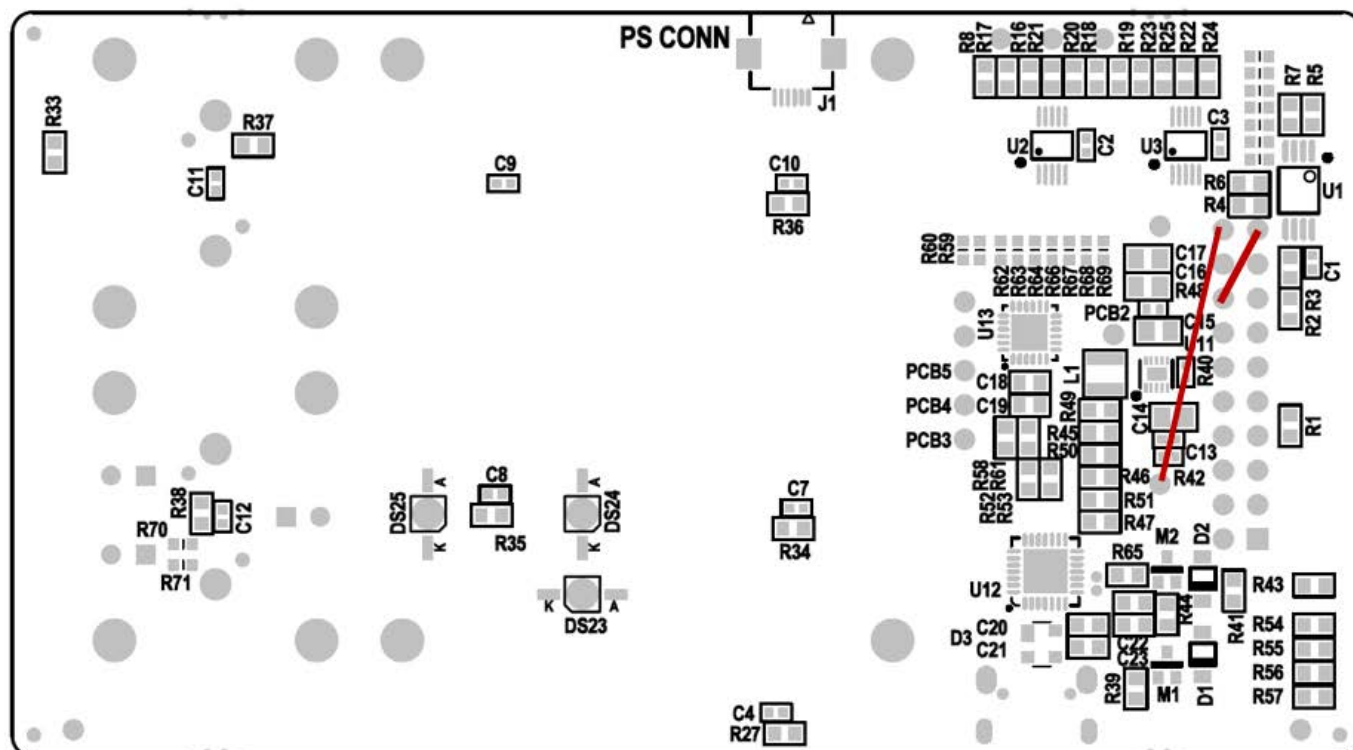 PS CONN
J1
R8
R17
R16
R21
R20
R18
R19
R23
R25
R22
R24
R7
R5
R33
R37
C11
C9
C10
R36
U2
C2
U3
C3
R6
R4
U1
R60
R59
R62
R63
R64
R66
R67
R68
R69
C17
C16
R48
C1
R3
R2
PCB2
C15
U11
U13
R40
L1
PCB5
C18
PCB4
C19
R49
C14
PCB3
R45
R50
C13
R42
R1
R58
R61
R46
R52
R53
R51
R47
R38
C12
R70
R71
DS25
A
K
C8
R35
DS24
A
K
K
A
DS23
C7
R34
R65
M2
D2
U12
R43
R44
R41
D3
C20
C21
C22
C23
R54
R55
R56
R57
R39
M1
D1
C4
R27